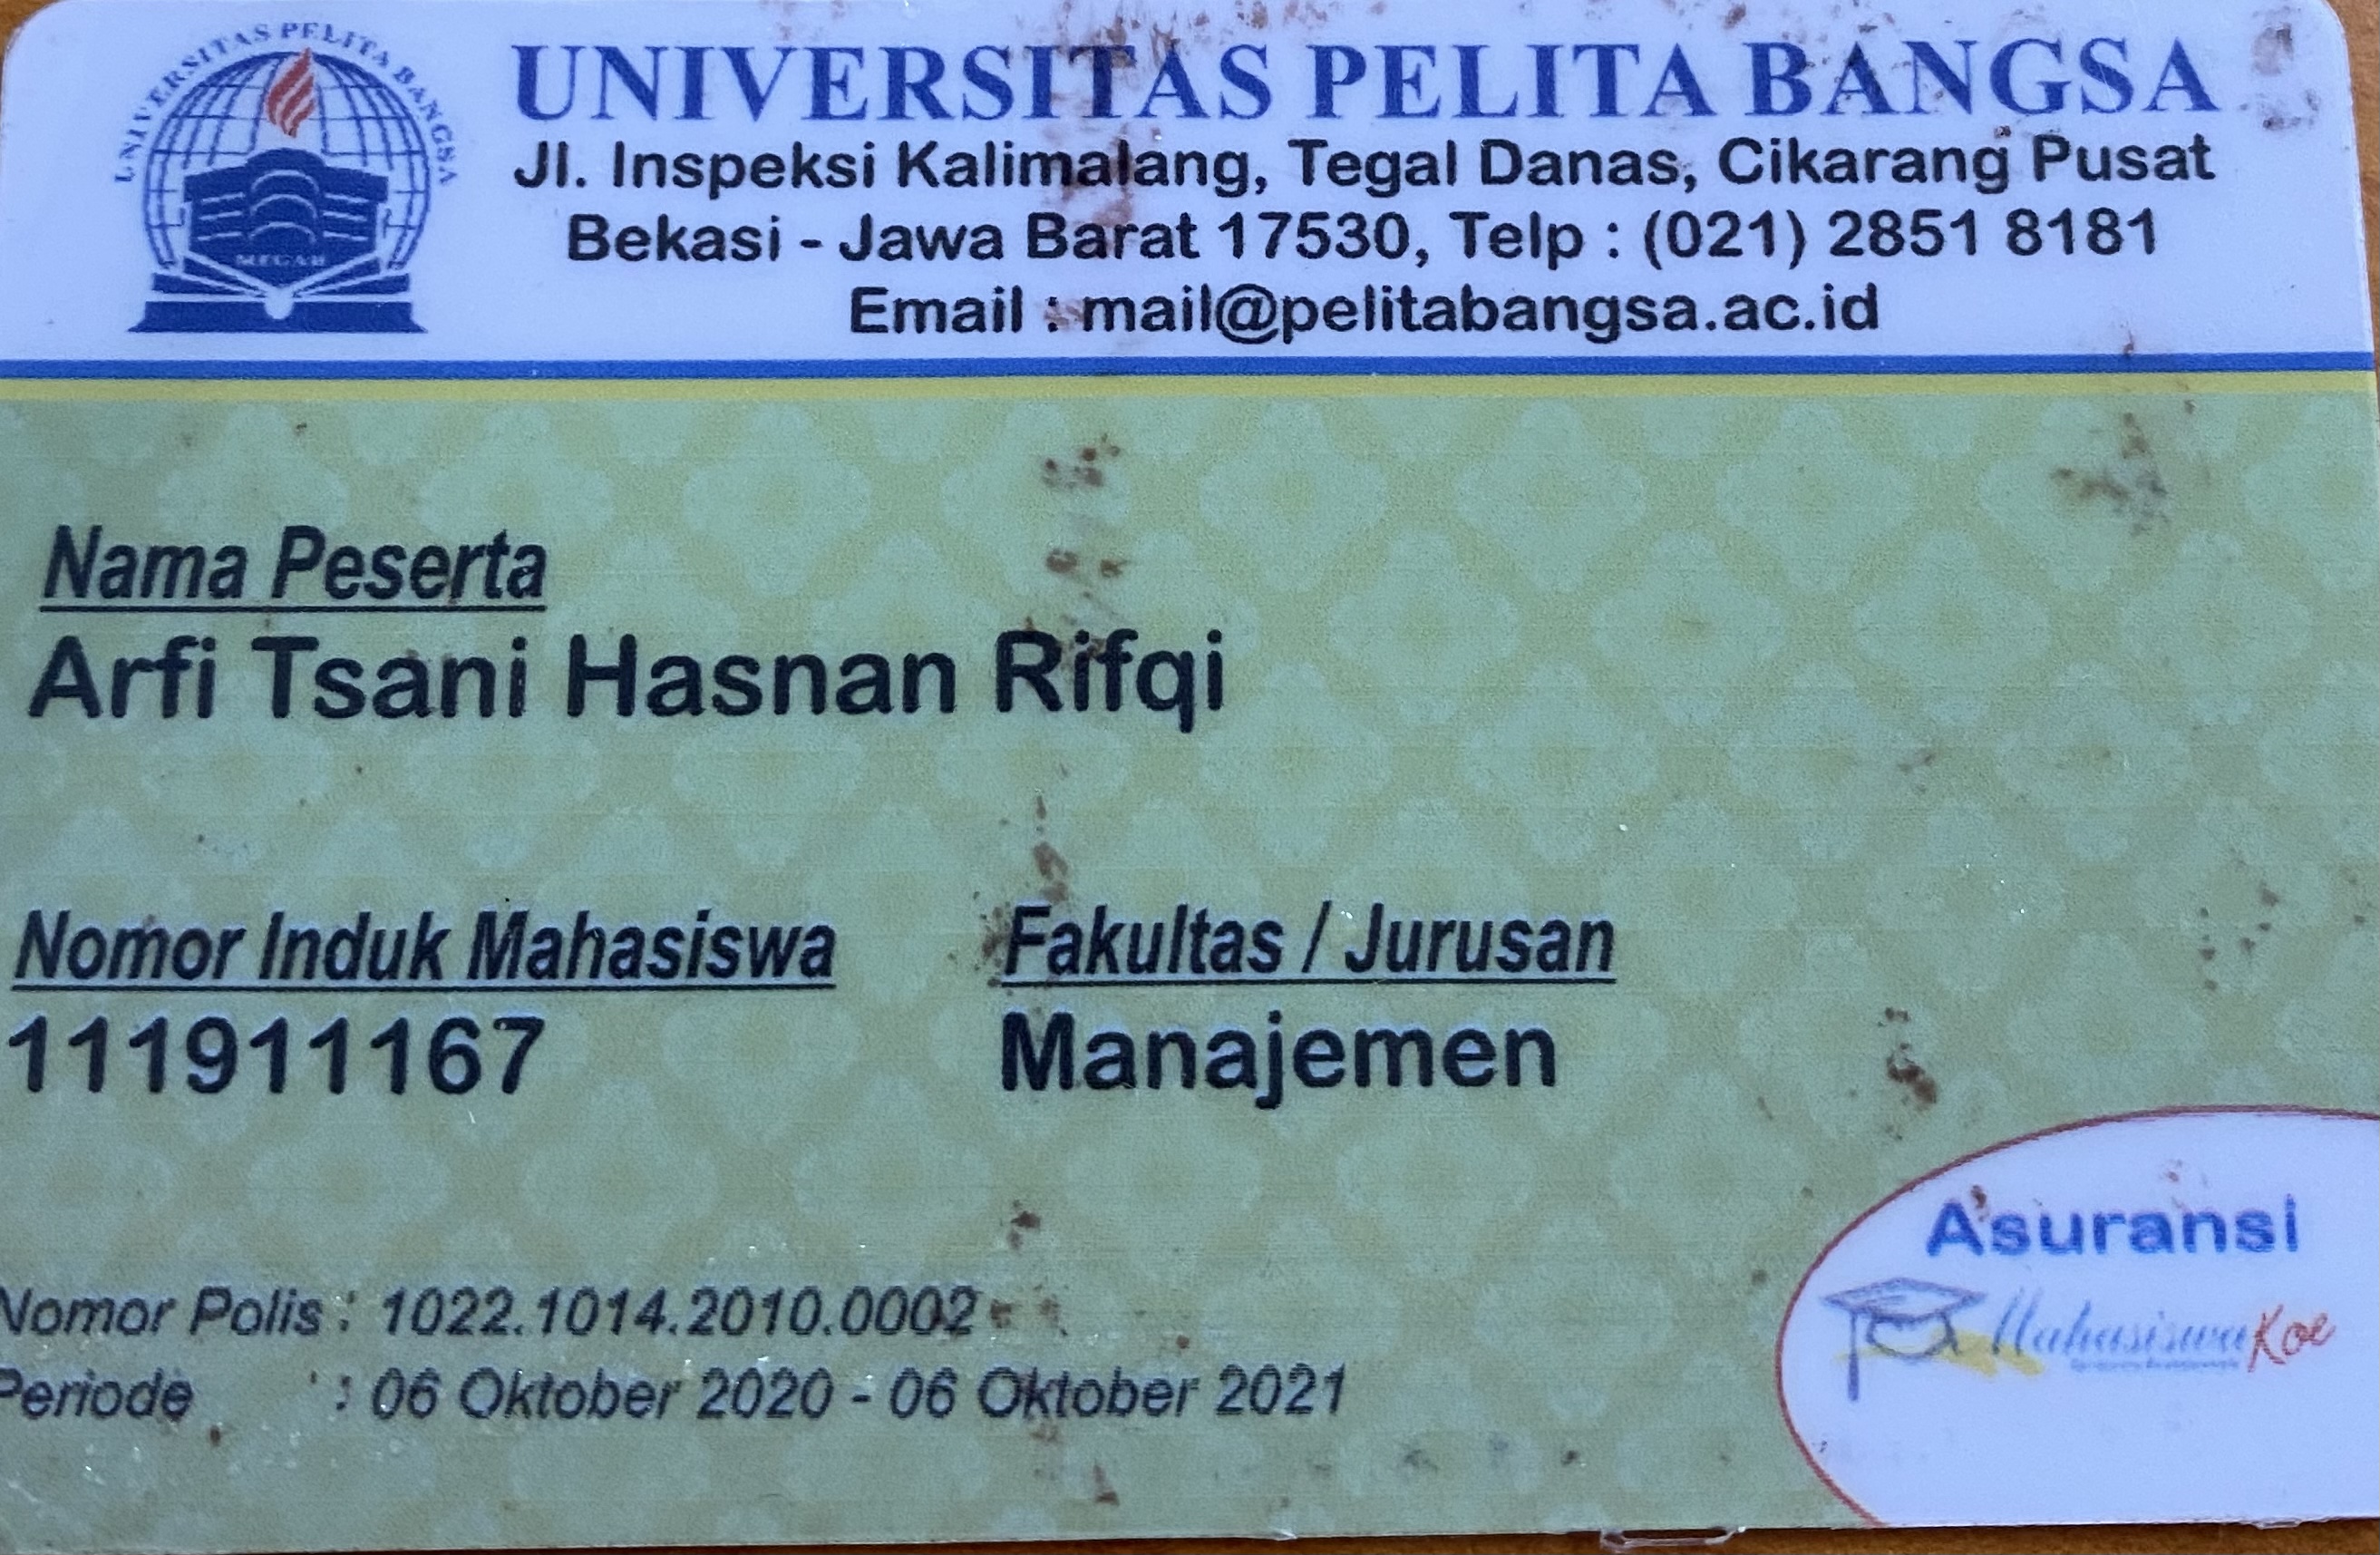 UNIVERSITAS PELITA BANGSA
MEGAH
UNIVERSITAS PELITA BANGSA
Jl. Inspeksi Kalimalang, Tegal Danas, Cikarang Pusat
Bekasi - Jawa Barat 17530, Telp : (021) 2851 8181
Email : mail@pelitabangsa.ac.id
Nama Peserta
Arfi Tsani Hasnan Rifqi
Nomor Induk Mahasiswa
111911167
Fakultas / Jurusan
Manajemen
Nomor Polis : 1022.1014.2010.0002
Periode : 06 Oktober 2020 - 06 Oktober 2021
Asuransi
Mahasiswa Koe